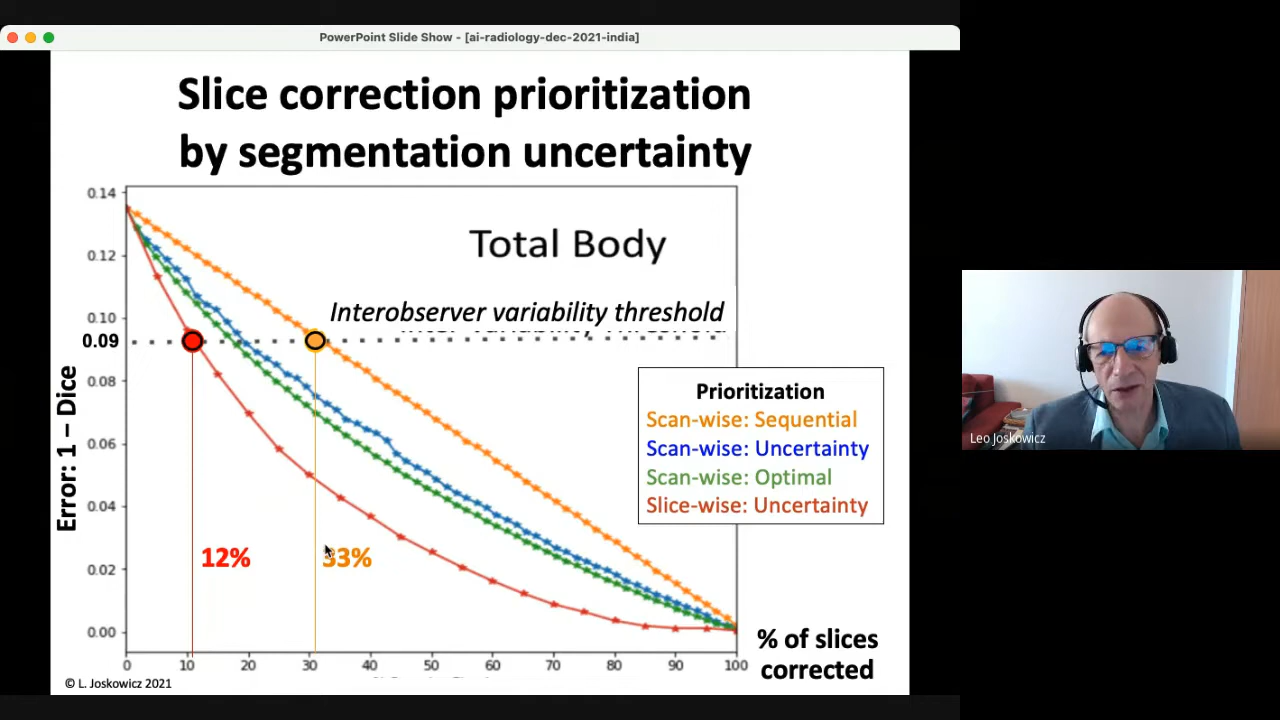 PowerPoint Slide Show - [ai-radiology-dec-2021-india]
Slice correction prioritization
by segmentation uncertainty
Total Body
Interobserver variability threshold
0.14
0.12
0.10
0.09
0.08
0.06
0.04
0.02
0.00
Error: 1 – Dice
Prioritization
Scan-wise: Sequential
Scan-wise: Uncertainty
Scan-wise: Optimal
Slice-wise: Uncertainty
12%
33%
0 10 20 30 40 50 60 70 80 90 100
% of slices
corrected
© L. Joskowicz 2021
Leo Joskowicz